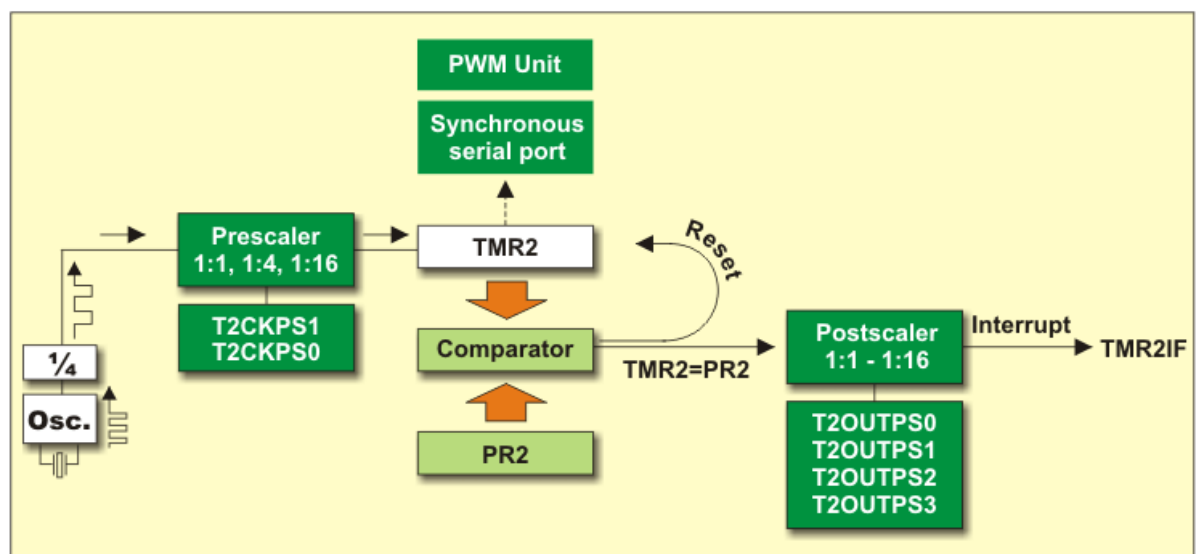 PWM Unit
Synchronous
serial port
Prescaler
1:1, 1:4, 1:16
TMR2
Reset
T2CKPS1
T2CKPS0
Comparator
TMR2=PR2
Postscaler
1:1 - 1:16
Interrupt
TMR2IF
¼
Osc.
PR2
T2OUTPS0
T2OUTPS1
T2OUTPS2
T2OUTPS3